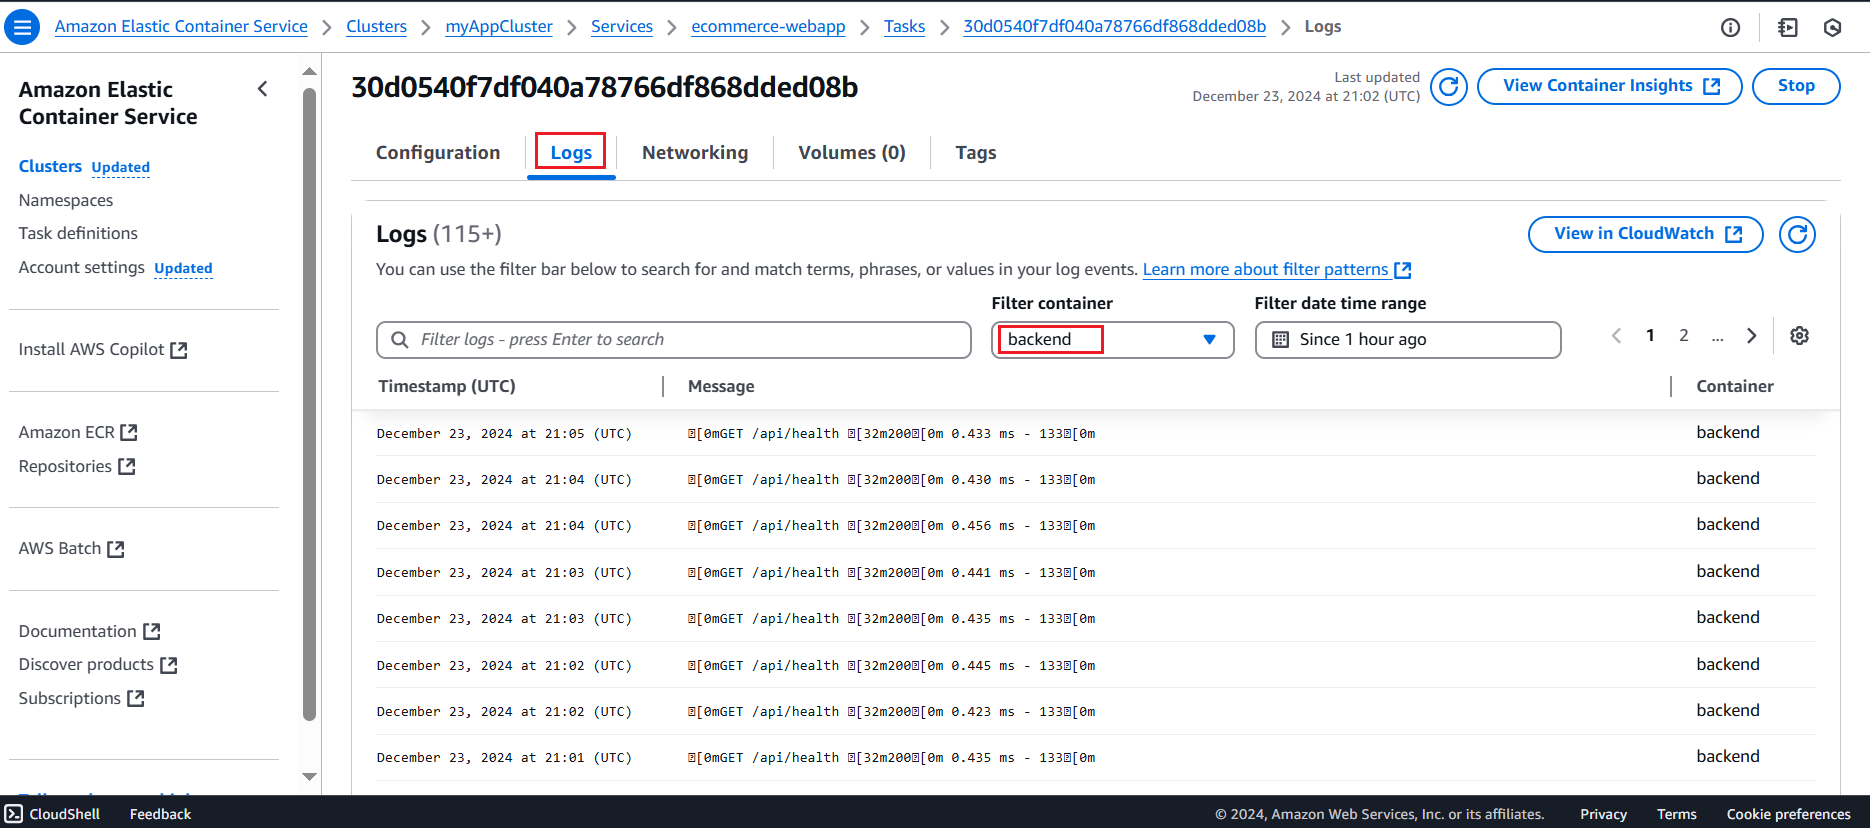 Amazon Elastic Container Service > Clusters > myAppCluster > Services > ecommerce-webapp > Tasks > 30d0540f7df040a78766df868dded08b > Logs
Amazon Elastic
Container Service
Clusters Updated
Namespaces
Task definitions
Account settings Updated
Install AWS Copilot
Amazon ECR
Repositories
AWS Batch
Documentation
Discover products
Subscriptions
30d0540f7df040a78766df868dded08b
Last updated
December 23, 2024 at 21:02 (UTC)
View Container Insights
Stop
Configuration Logs Networking Volumes (0) Tags
Logs (115+)
View in CloudWatch
You can use the filter bar below to search for and match terms, phrases, or values in your log events. Learn more about filter patterns
Filter container Filter date time range
Filter logs - press Enter to search backend Since 1 hour ago 1 2 ...
Timestamp (UTC) Message Container
December 23, 2024 at 21:05 (UTC) [0mGET /api/health [32m200[0m 0.433 ms - 133[0m backend
December 23, 2024 at 21:04 (UTC) [0mGET /api/health [32m200[0m 0.430 ms - 133[0m backend
December 23, 2024 at 21:04 (UTC) [0mGET /api/health [32m200[0m 0.456 ms - 133[0m backend
December 23, 2024 at 21:03 (UTC) [0mGET /api/health [32m200[0m 0.441 ms - 133[0m backend
December 23, 2024 at 21:03 (UTC) [0mGET /api/health [32m200[0m 0.435 ms - 133[0m backend
December 23, 2024 at 21:02 (UTC) [0mGET /api/health [32m200[0m 0.445 ms - 133[0m backend
December 23, 2024 at 21:02 (UTC) [0mGET /api/health [32m200[0m 0.423 ms - 133[0m backend
December 23, 2024 at 21:01 (UTC) [0mGET /api/health [32m200[0m 0.435 ms - 133[0m backend
CloudShell Feedback © 2024, Amazon Web Services, Inc. or its affiliates. Privacy Terms Cookie preferences